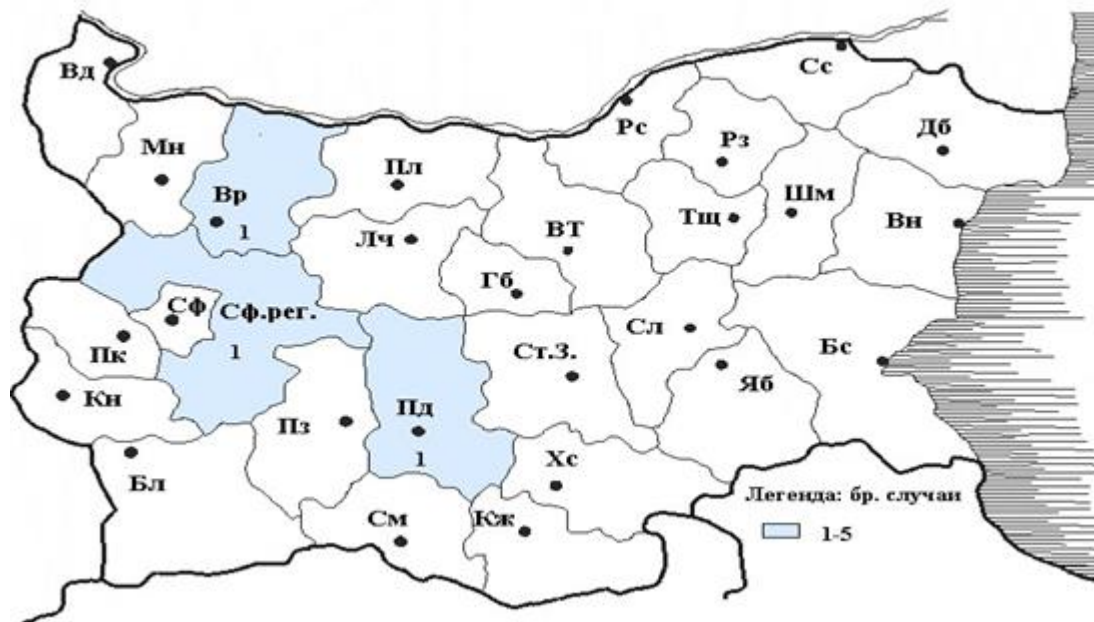 Вд
Сс
Мн
Рс
Рз
Дб
Пл
Вр
1
Тщ
Шм
Вн
Лч
ВТ
Гб
Сф
Сф.рег.
1
Пк
Сл
Ст.З.
Бс
Яб
Кн
Пз
Пд
1
Бл
Хс
См
Кж
Легенда: бр. случаи
1-5